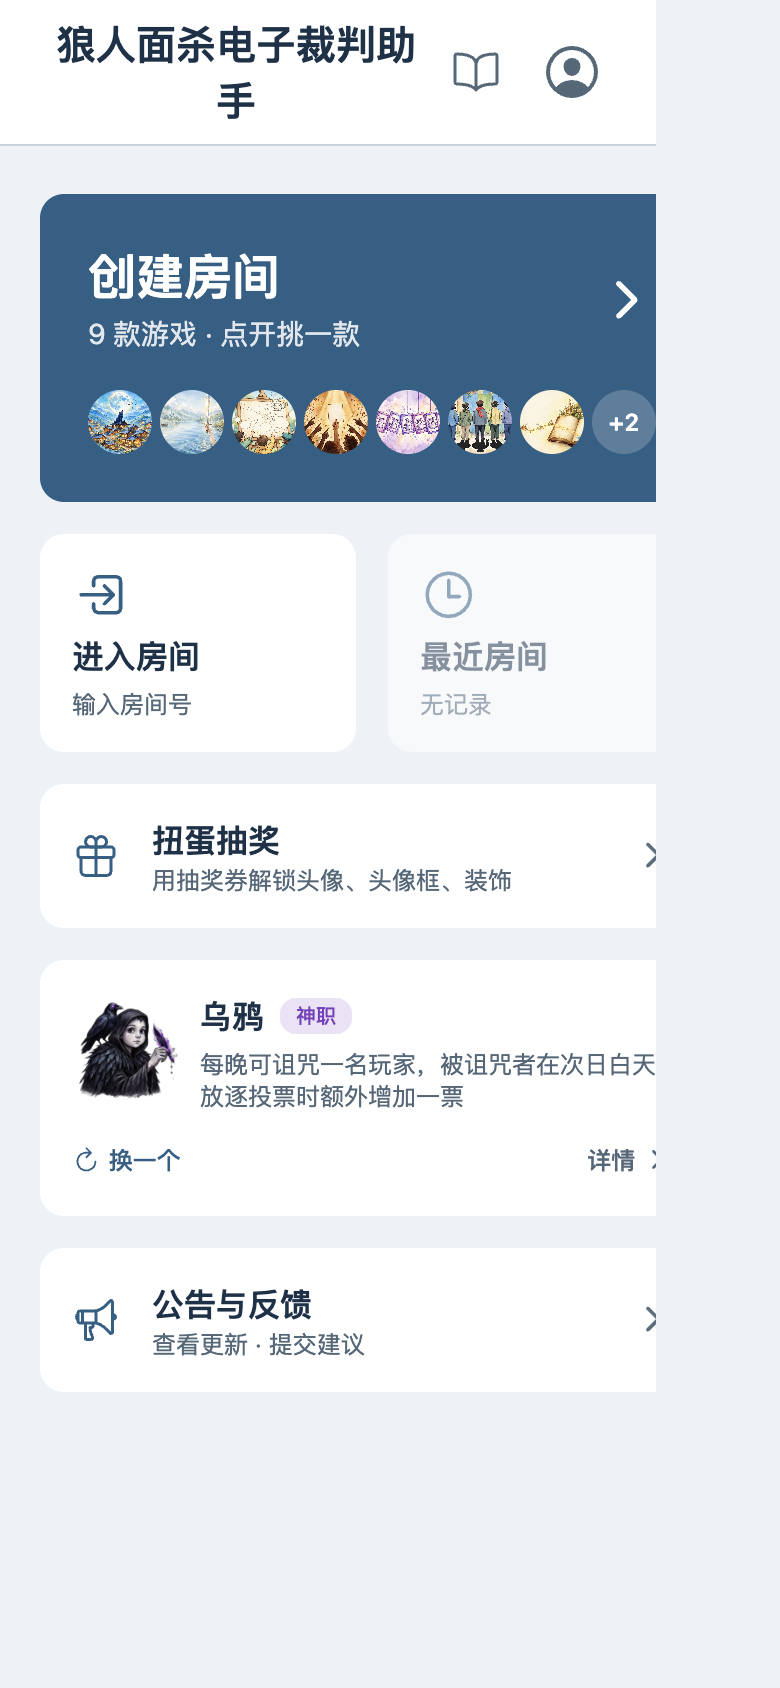 狼人面杀电子裁判助
手
创建房间
9 款游戏 · 点开挑一款
+2
进入房间
输入房间号
最近房间
无记录
扭蛋抽奖
用抽奖券解锁头像、头像框、装饰
乌鸦 神职
每晚可诅咒一名玩家，被诅咒者在次日白天
放逐投票时额外增加一票
换一个
详情
公告与反馈
查看更新 · 提交建议